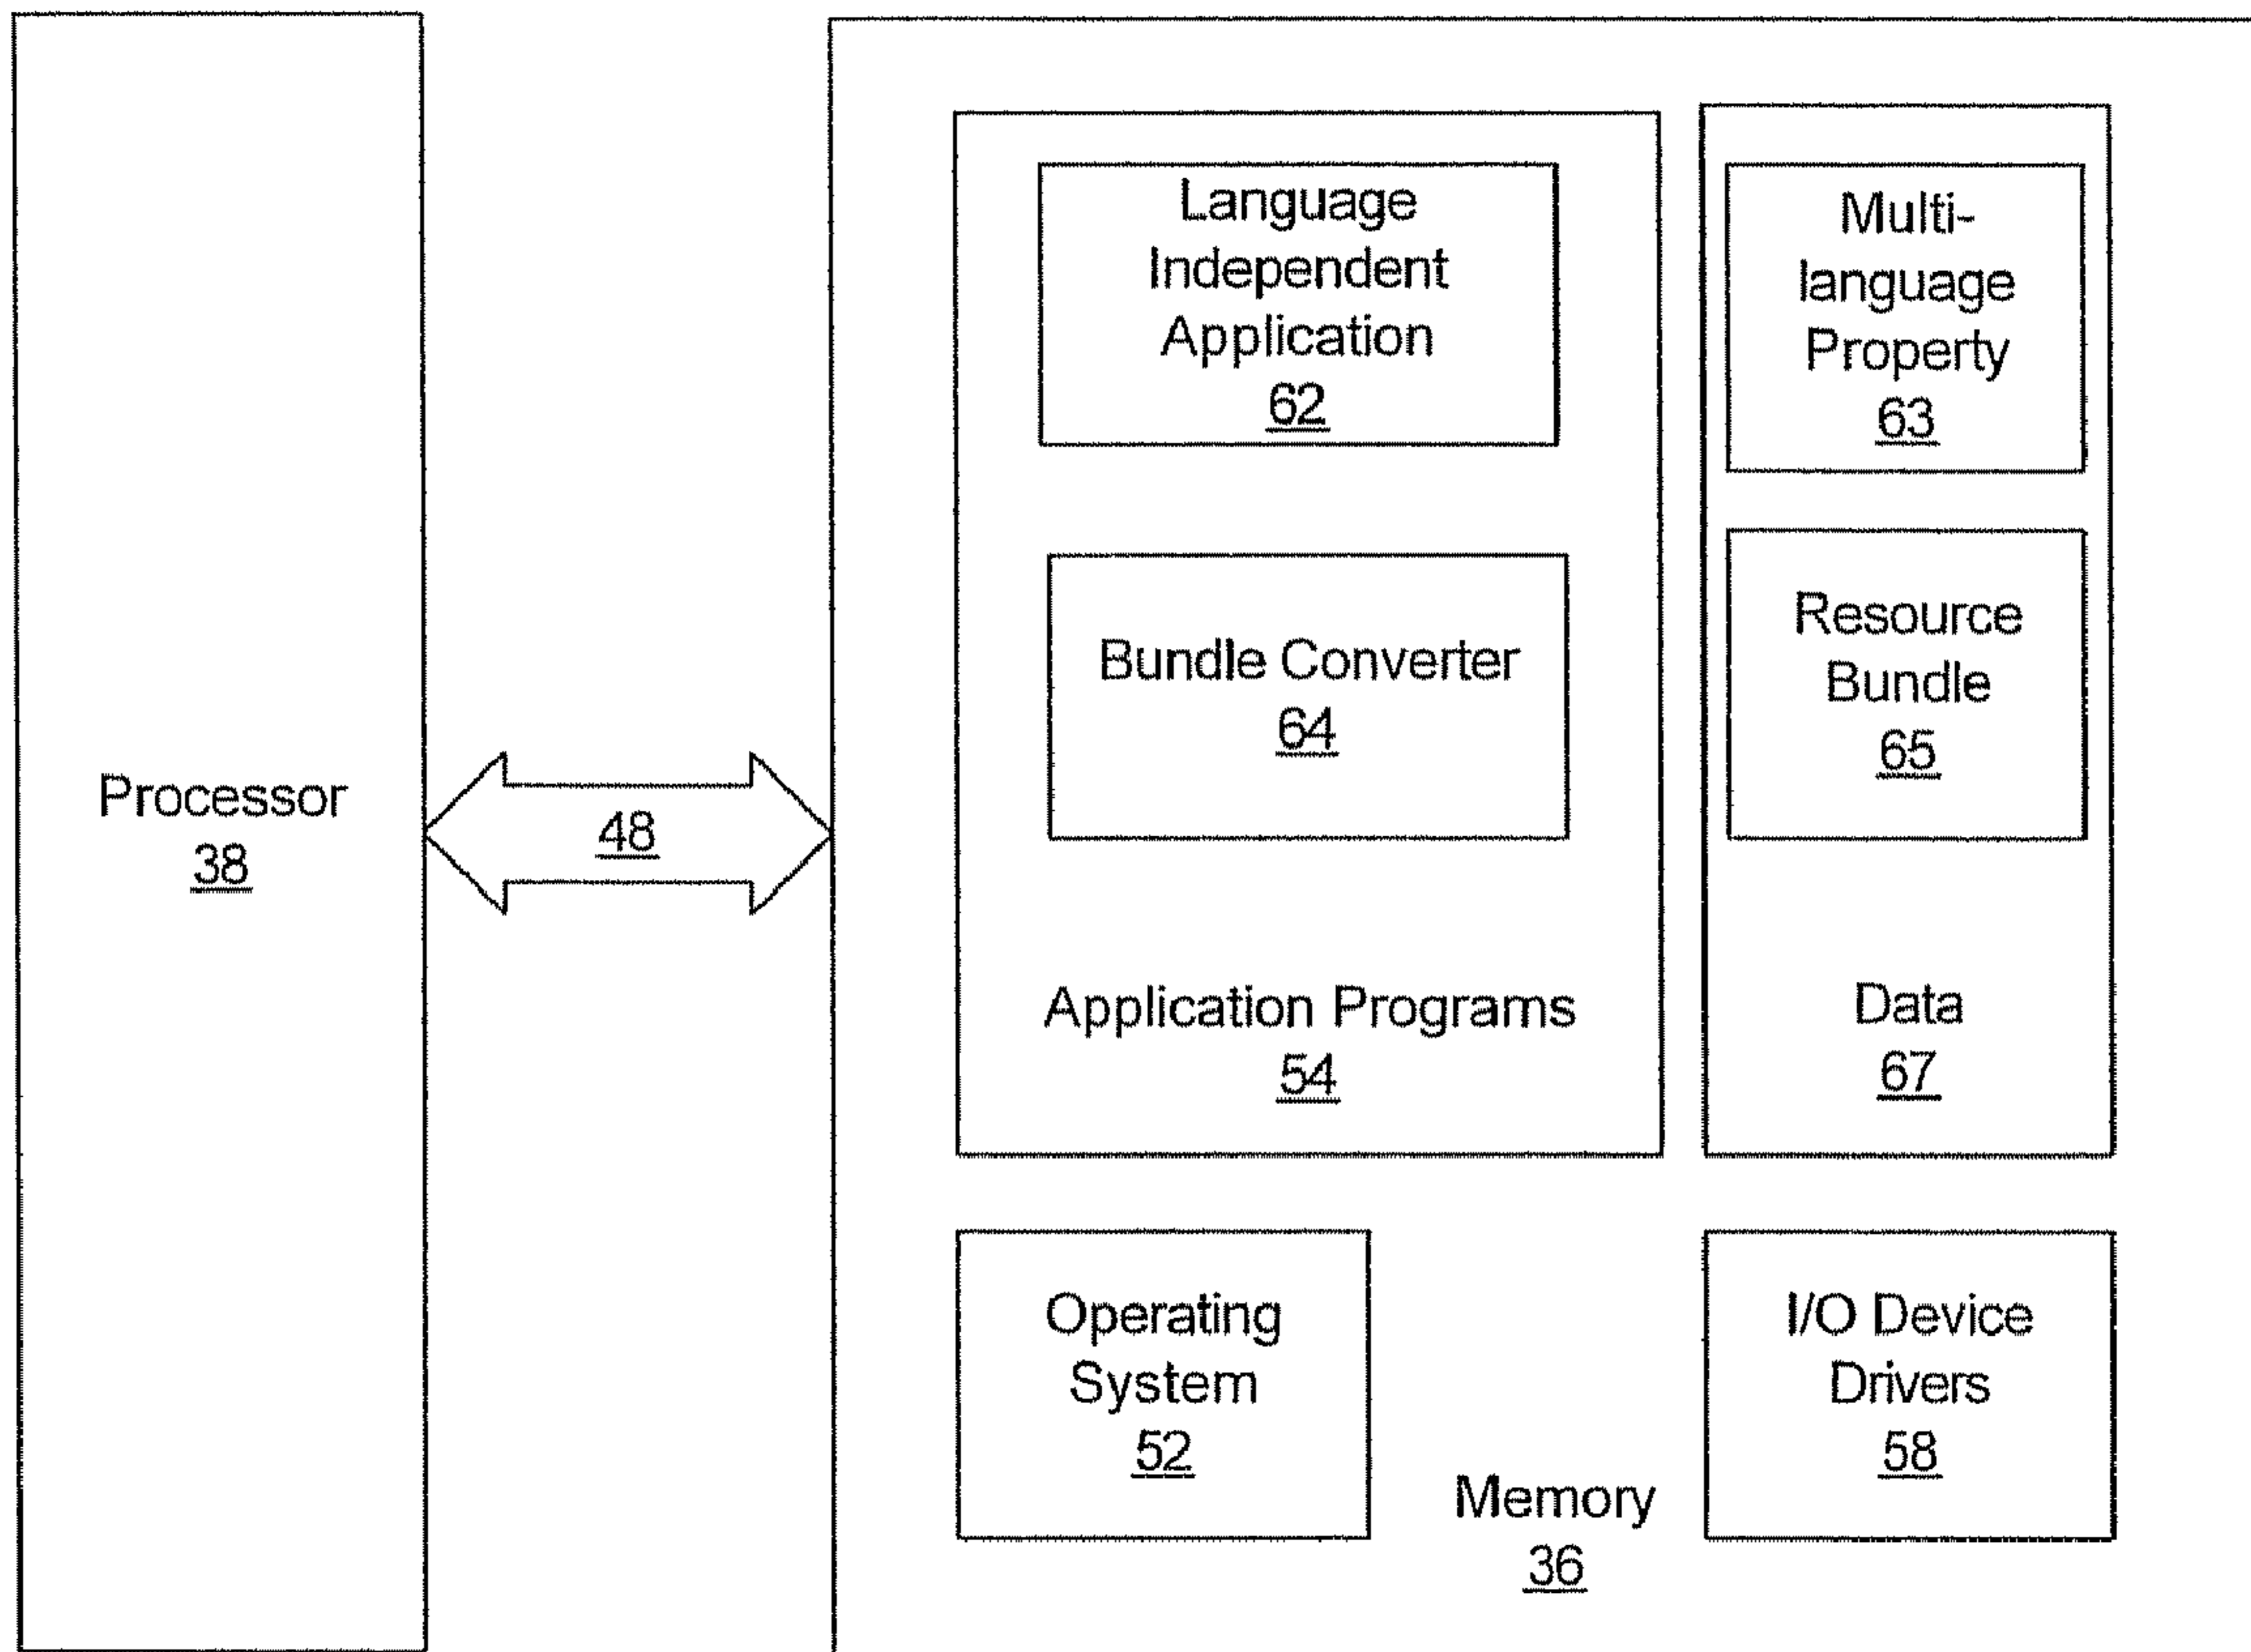 Processor
38
48
Language
Independent
Application
62
Bundle Converter
64
Application Programs
54
Multi-
language
Property
63
Resource
Bundle
65
Data
67
Operating
System
52
Memory
36
I/O Device
Drivers
58